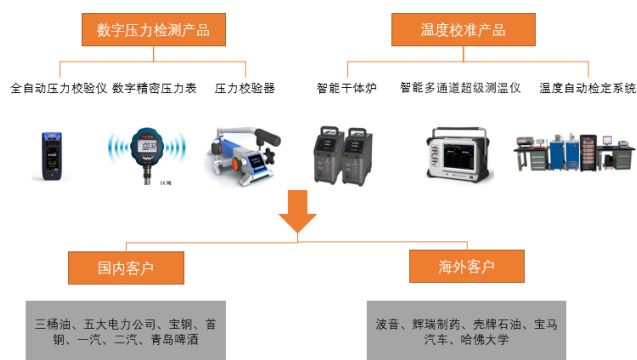 数字压力检测产品
温度校准产品
全自动压力校验仪
数字精密压力表
压力校验器
智能干体炉
智能多通道超级测温仪
温度自动检定系统
国内客户
海外客户
三桶油、五大电力公司、宝钢、首
钢、一汽、二汽、青岛啤酒
波音、辉瑞制药、壳牌石油、宝马
汽车、哈佛大学